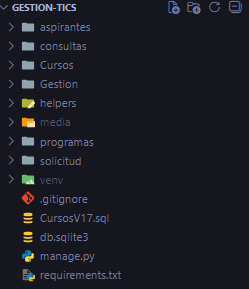 GESTION-TICS
aspirantes
consultas
Cursos
Gestion
helpers
media
programas
solicitud
venv
.gitignore
CursosV17.sql
db.sqlite3
manage.py
requirements.txt